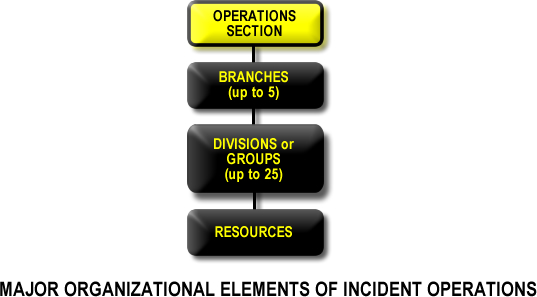 OPERATIONS
SECTION
BRANCHES
(up to 5)
DIVISIONS or
GROUPS
(up to 25)
RESOURCES
MAJOR ORGANIZATIONAL ELEMENTS OF INCIDENT OPERATIONS